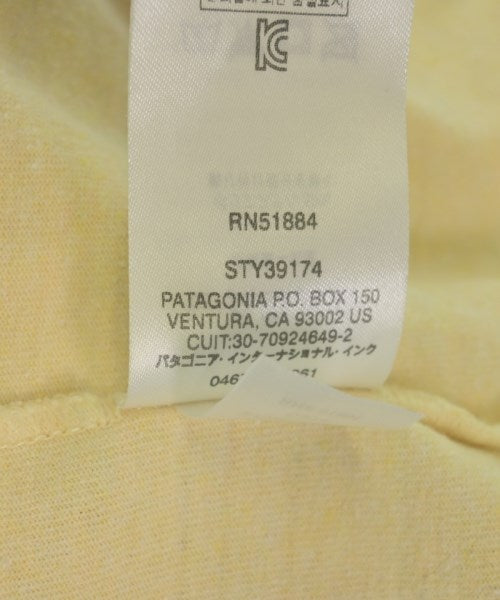 RN51884
STY39174
PATAGONIA P.O. BOX 150
VENTURA, CA 93002 US
CUIT:30-70924649-2
パタゴニア・インターナショナル・インク